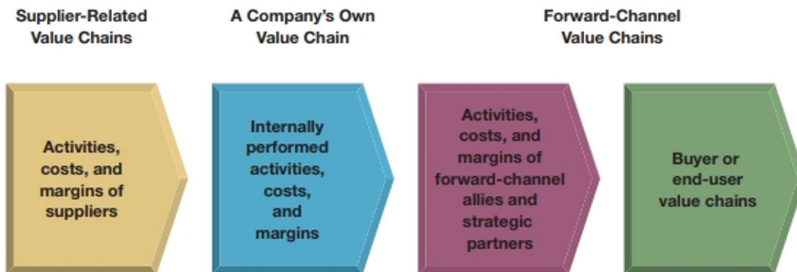 Supplier-Related
Value Chains
A Company’s Own
Value Chain
Forward-Channel
Value Chains
Activities,
costs, and
margins of
suppliers
Internally
performed
activities,
costs,
and
margins
Activities,
costs, and
margins of
forward-channel
allies and
strategic
partners
Buyer or
end-user
value chains